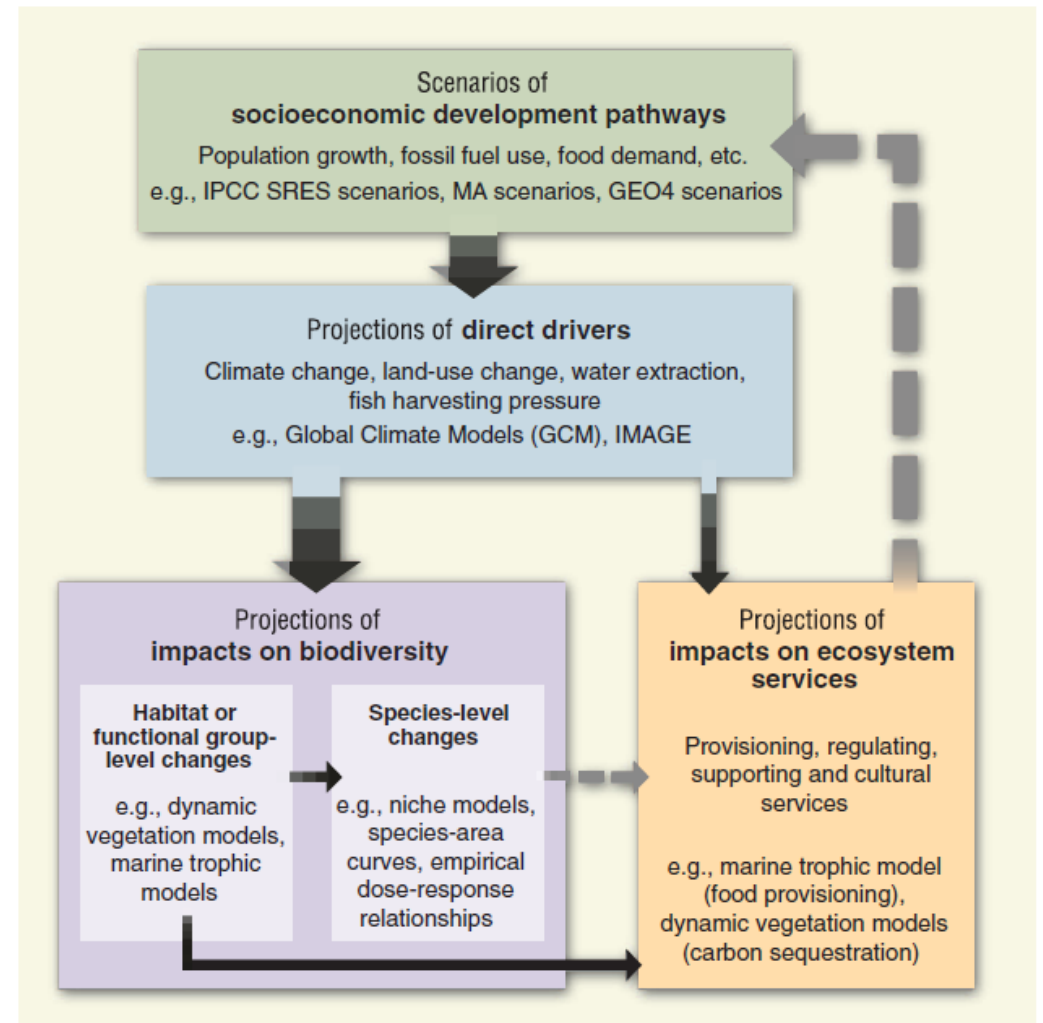 Scenarios of
socioeconomic development pathways
Population growth, fossil fuel use, food demand, etc.
e.g., IPCC SRES scenarios, MA scenarios, GEO4 scenarios
Projections of direct drivers
Climate change, land-use change, water extraction,
fish harvesting pressure
e.g., Global Climate Models (GCM), IMAGE
Projections of
impacts on biodiversity
Habitat or
functional group-
level changes
e.g., dynamic
vegetation models,
marine trophic
models
Species-level
changes
e.g., niche models,
species-area
curves, empirical
dose-response
relationships
Projections of
impacts on ecosystem
services
Provisioning, regulating,
supporting and cultural
services
e.g., marine trophic model
(food provisioning),
dynamic vegetation models
(carbon sequestration)